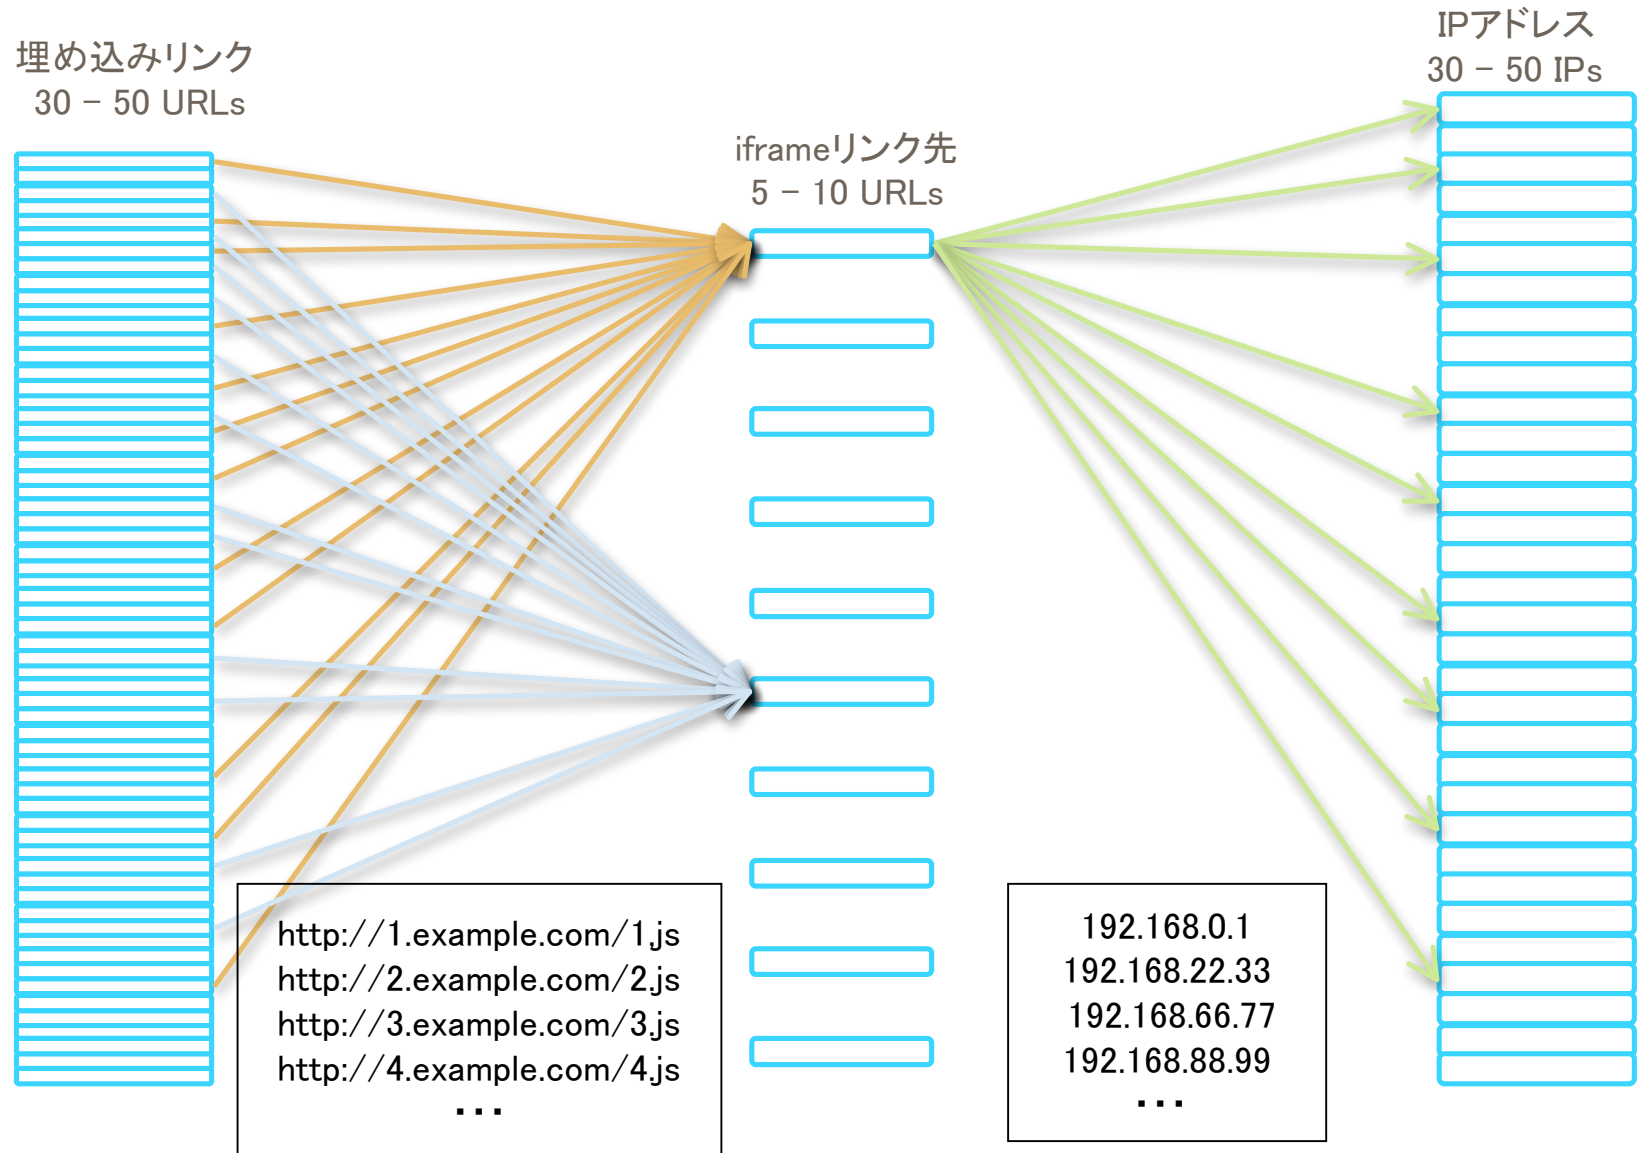 埋め込みリンク
30 - 50 URLs
iframeリンク先
5 - 10 URLs
IPアドレス
30 - 50 IPs
http://1.example.com/1.js
http://2.example.com/2.js
http://3.example.com/3.js
http://4.example.com/4.js
・・・
192.168.0.1
192.168.22.33
192.168.66.77
192.168.88.99
・・・